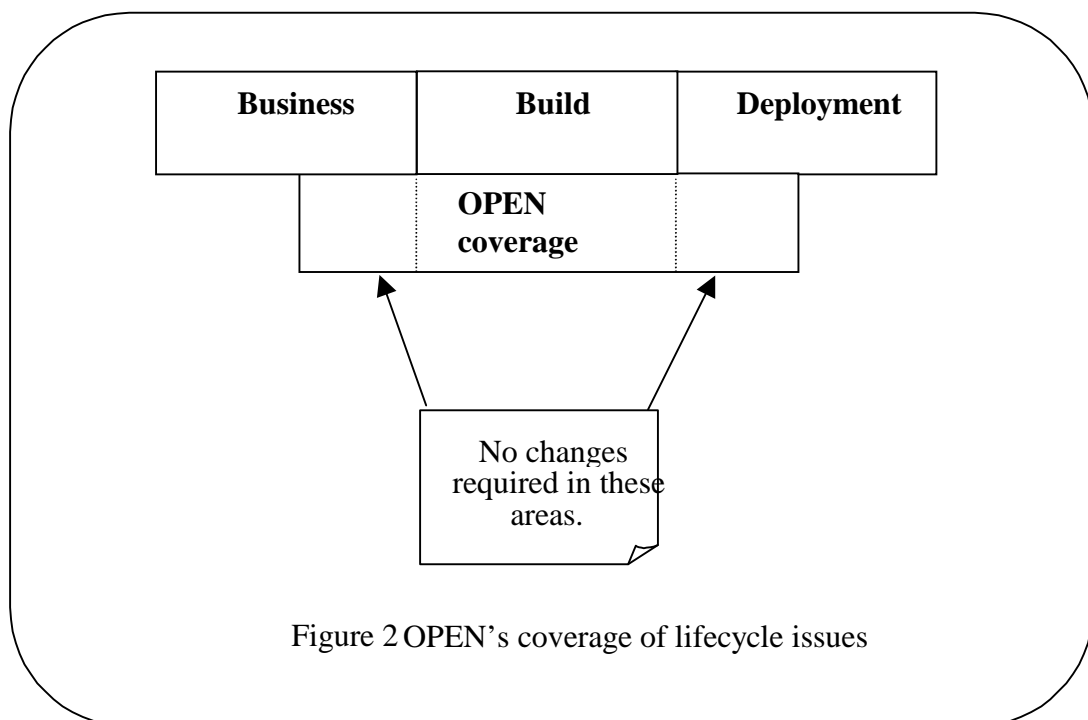 Business Build Deployment
OPEN
coverage
No changes
required in these
areas.
Figure 2 OPEN’s coverage of lifecycle issues